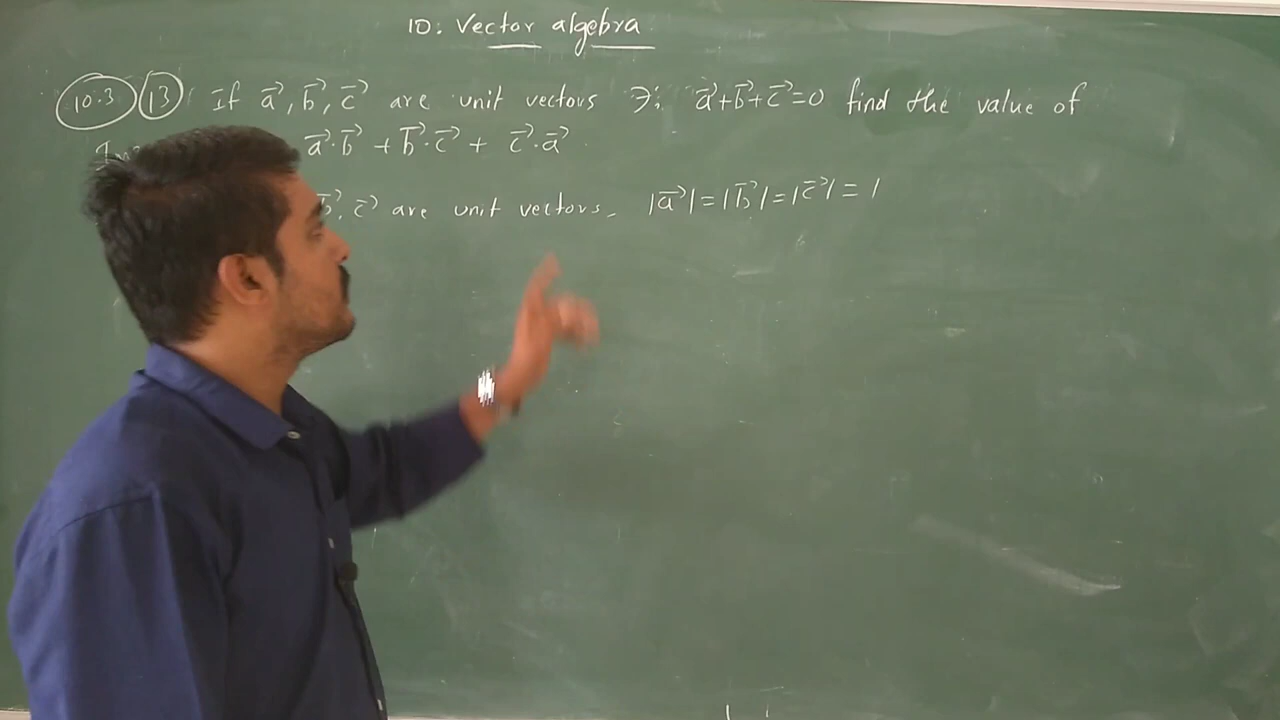 10: Vector algebra
10.3 13 If a⃗, b⃗, c⃗ are unit vectors ∋: a⃗+b⃗+c⃗=0 find the value of
a⃗·b⃗ + b⃗·c⃗ + c⃗·a⃗
b⃗, c⃗ are unit vectors. |a⃗|=|b⃗|=|c⃗|=1